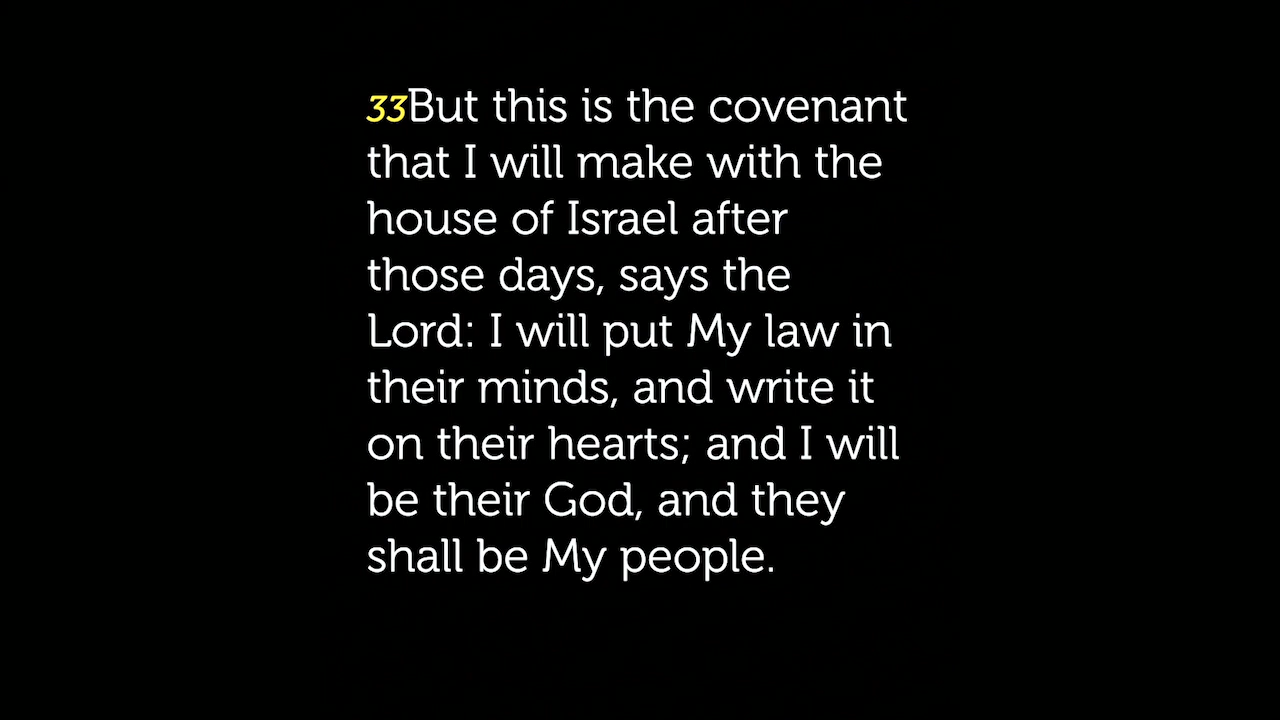 33But this is the covenant
that I will make with the
house of Israel after
those days, says the
Lord: I will put My law in
their minds, and write it
on their hearts; and I will
be their God, and they
shall be My people.